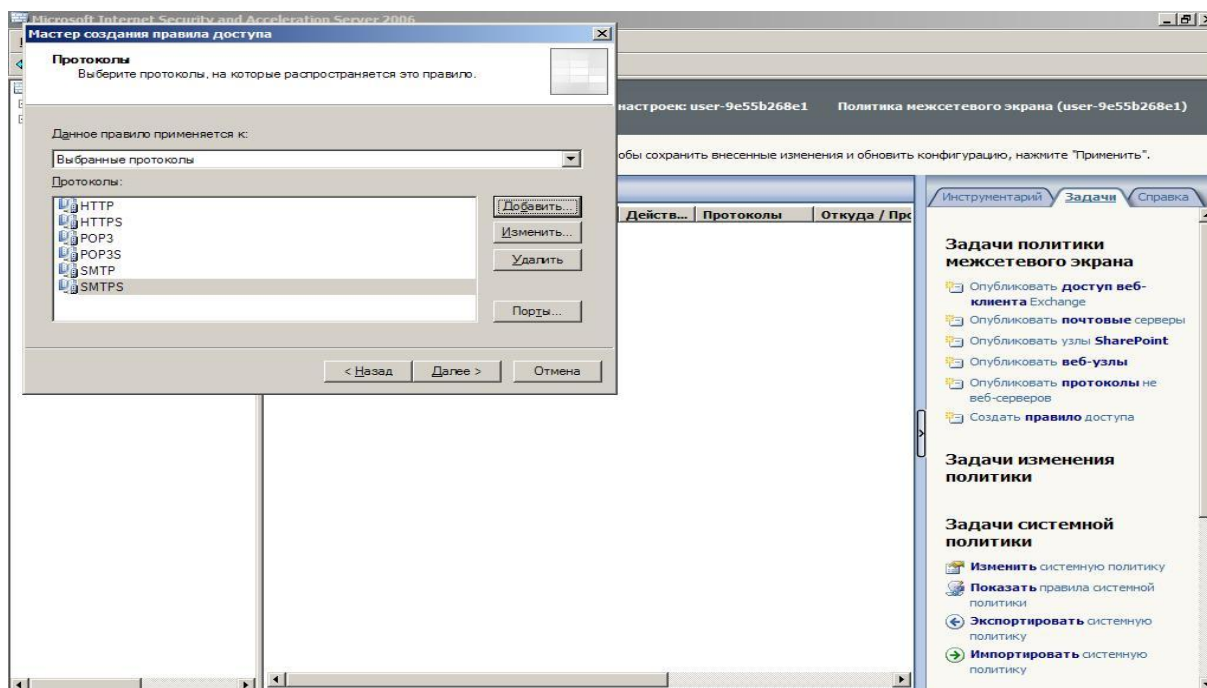 Microsoft Internet Security and Acceleration Server 2006
Мастер создания правила доступа
Протоколы
Выберите протоколы, на которые распространяется это правило.
Данное правило применяется к:
Выбранные протоколы
Протоколы:
HTTP
HTTPS
POP3
POP3S
SMTP
SMTPS
Добавить...
Изменить...
Удалить
Порты...
< Назад
Далее >
Отмена
настроек: user-9e55b268e1
Политика межсетевого экрана (user-9e55b268e1)
обы сохранить внесенные изменения и обновить конфигурацию, нажмите "Применить".
Действ...
Протоколы
Откуда / Прс
Инструментарий
Задачи
Справка
Задачи политики
межсетевого экрана
Опубликовать доступ веб-
клиента Exchange
Опубликовать почтовые серверы
Опубликовать узлы SharePoint
Опубликовать веб-узлы
Опубликовать протоколы не
веб-серверов
Создать правило доступа
Задачи изменения
политики
Задачи системной
политики
Изменить системную политику
Показать правила системной
политики
Экспортировать системную
политику
Импортировать системную
политику